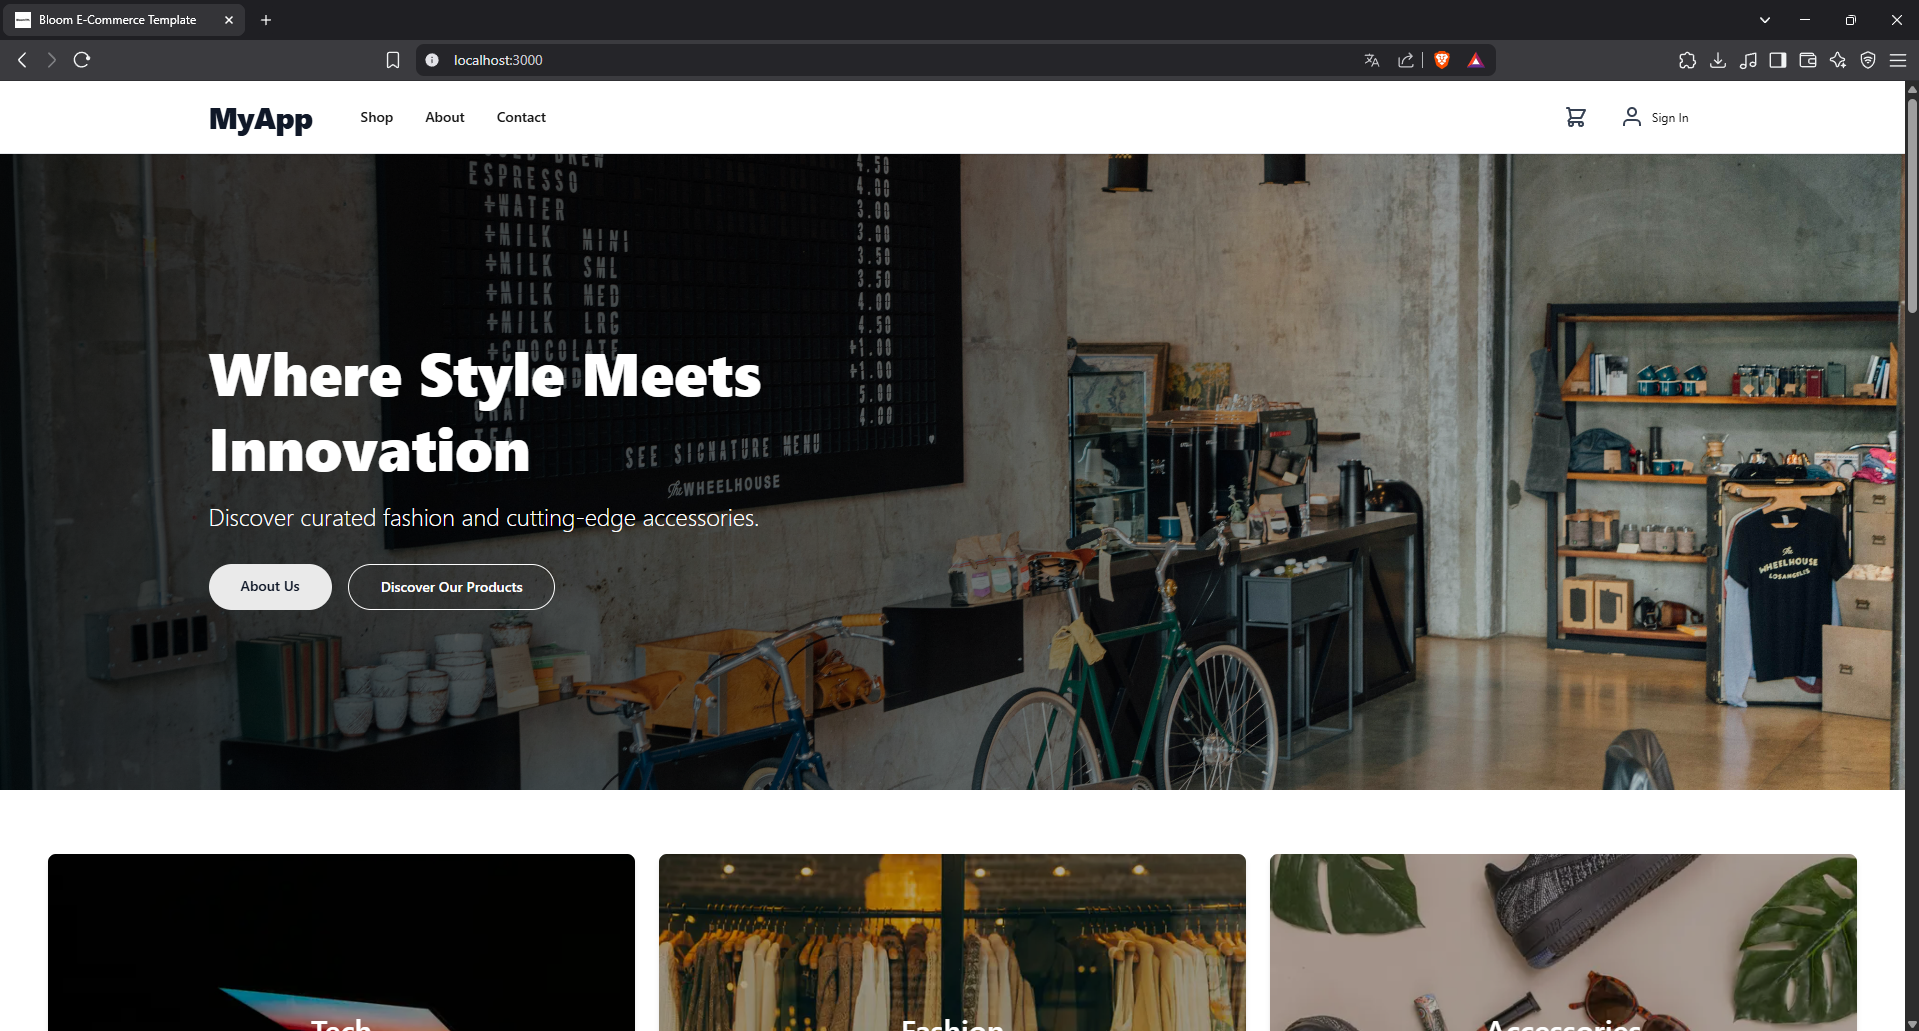 Bloom E-Commerce Template
localhost:3000
MyApp
Shop
About
Contact
Sign In
BREW
4.50
ESPRESSO
4.00
+WATER
3.00
+MILK MINI
3.00
+MILK SML
3.50
+MILK MED
3.50
+MILK LRG
4.00
4.50
+CHOCOLATE
+1.00
+1.00
5.00
CHAI
4.00
TEA
SEE SIGNATURE MENU
The WHEELHOUSE
Where Style Meets
Innovation
Discover curated fashion and cutting-edge accessories.
About Us
Discover Our Products
The
WHEELHOUSE
LOS ANGELES
Tech
Fashion
Accessories